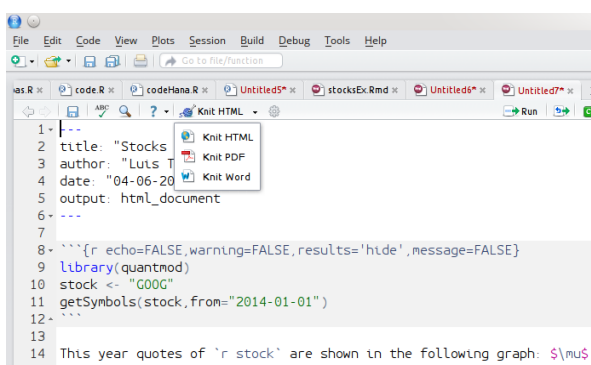 File Edit Code View Plots Session Build Debug Tools Help
Go to file/function
as.R code.R codeHana.R Untitled5* stocksEx.Rmd Untitled6* Untitled7*
ABC ? Knit HTML Run
Knit HTML
Knit PDF
Knit Word
1 ---
2 title: "Stocks
3 author: "Luis T
4 date: "04-06-20
5 output: html_document
6 ---
7
8 ```{r echo=FALSE,warning=FALSE,results='hide',message=FALSE}
9 library(quantmod)
10 stock <- "GOOG"
11 getSymbols(stock,from="2014-01-01")
12 ```
13
14 This year quotes of `r stock` are shown in the following graph: $\mu$